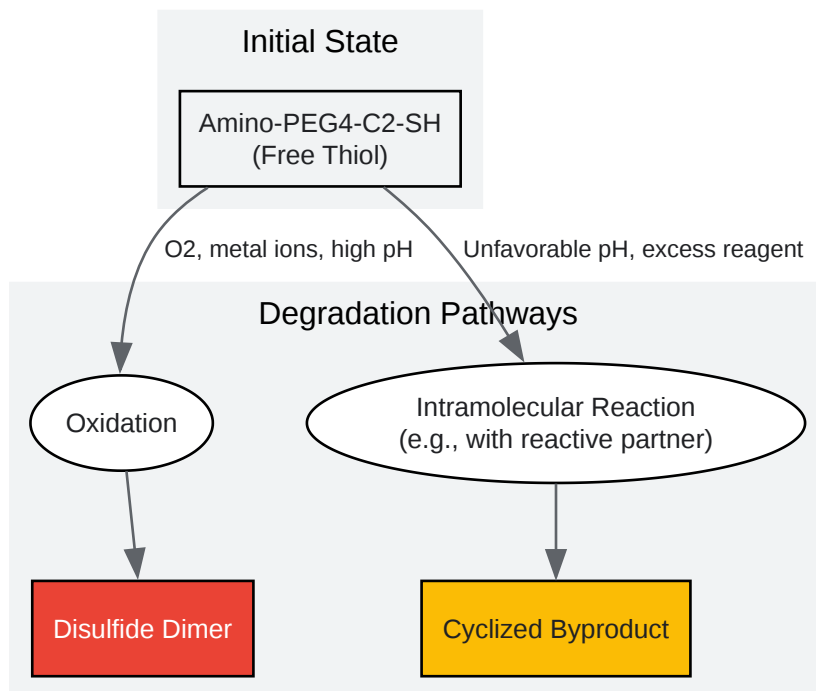 Initial State
Amino-PEG4-C2-SH
(Free Thiol)
O2, metal ions, high pH
Unfavorable pH, excess reagent
Degradation Pathways
Oxidation
Intramolecular Reaction
(e.g., with reactive partner)
Disulfide Dimer
Cyclized Byproduct